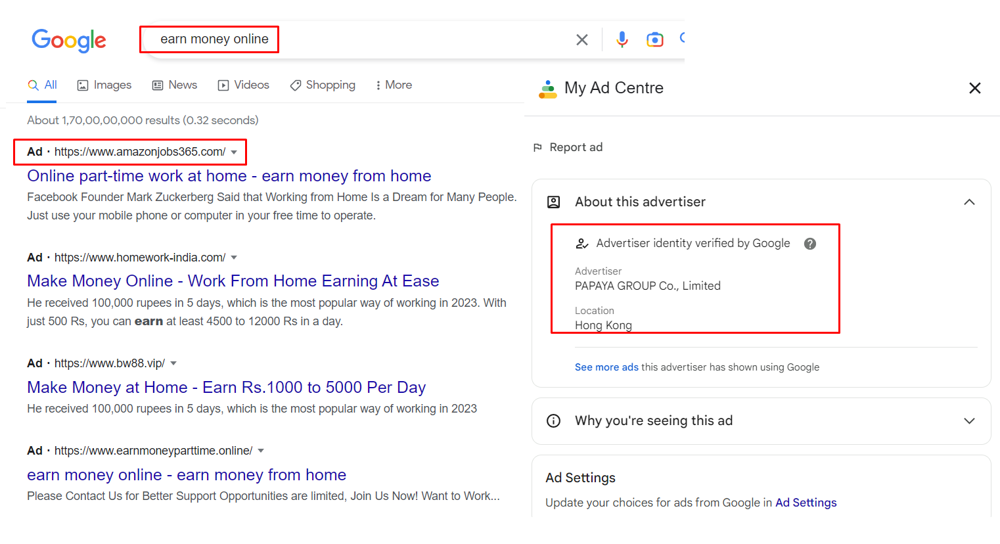 Google
earn money online
All Images News Videos Shopping More
About 1,70,00,00,000 results (0.32 seconds)
Ad · https://www.amazonjobs365.com/
Online part-time work at home - earn money from home
Facebook Founder Mark Zuckerberg Said that Working from Home Is a Dream for Many People.
Just use your mobile phone or computer in your free time to operate.
Ad · https://www.homework-india.com/
Make Money Online - Work From Home Earning At Ease
He received 100,000 rupees in 5 days, which is the most popular way of working in 2023. With
just 500 Rs, you can earn at least 4500 to 12000 Rs in a day.
Ad · https://www.bw88.vip/
Make Money at Home - Earn Rs.1000 to 5000 Per Day
He received 100,000 rupees in 5 days, which is the most popular way of working in 2023
Ad · https://www.earnmoneyparttime.online/
earn money online - earn money from home
Please Contact Us for Better Support Opportunities are limited, Join Us Now! Want to Work...
My Ad Centre
Report ad
About this advertiser
Advertiser identity verified by Google
Advertiser
PAPAYA GROUP Co., Limited
Location
Hong Kong
See more ads this advertiser has shown using Google
Why you're seeing this ad
Ad Settings
Update your choices for ads from Google in Ad Settings